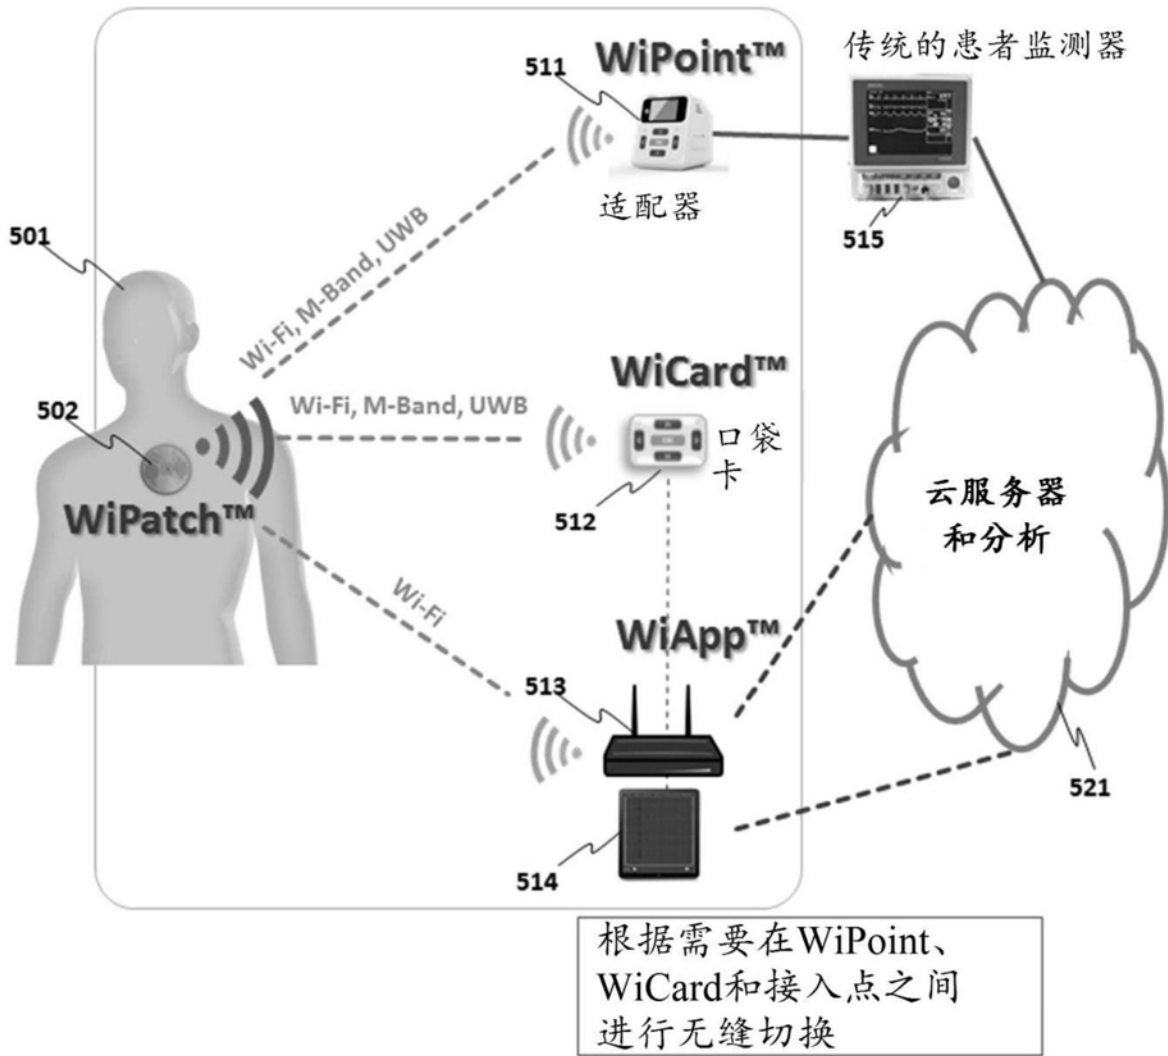 WiPoint™
传统的患者监测器
511
适配器
515
501
Wi-Fi, M-Band, UWB
WiCard™
502
Wi-Fi, M-Band, UWB
口袋
卡
512
WiPatch™
云服务器
和分析
Wi-Fi
WiApp™
513
521
514
根据需要在WiPoint、
WiCard和接入点之间
进行无缝切换